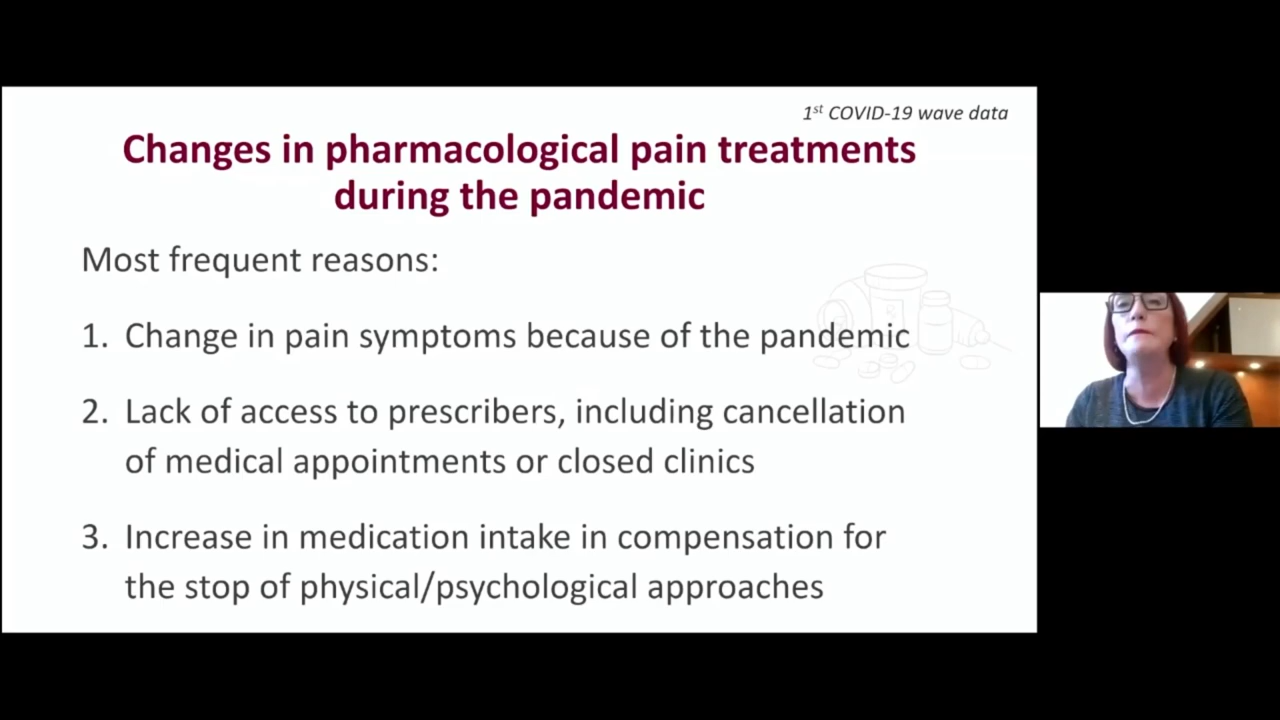 1st COVID-19 wave data
Changes in pharmacological pain treatments
during the pandemic
Most frequent reasons:
1. Change in pain symptoms because of the pandemic
2. Lack of access to prescribers, including cancellation
of medical appointments or closed clinics
3. Increase in medication intake in compensation for
the stop of physical/psychological approaches